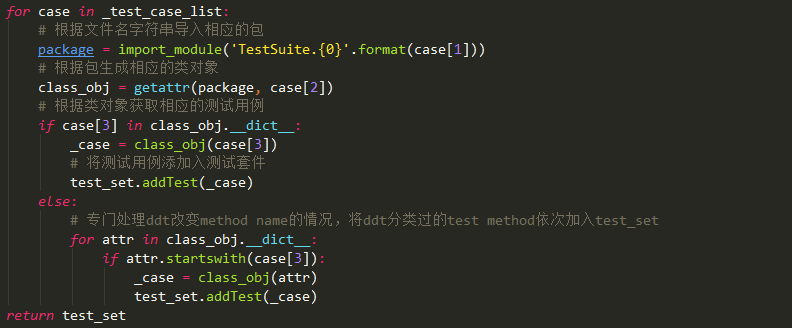 for case in _test_case_list:
    # 根据文件名字符串导入相应的包
    package = import_module('TestSuite.{0}'.format(case[1]))
    # 根据包生成相应的类对象
    class_obj = getattr(package, case[2])
    # 根据类对象获取相应的测试用例
    if case[3] in class_obj.__dict__:
        _case = class_obj(case[3])
        # 将测试用例添加入测试套件
        test_set.addTest(_case)
    else:
        # 专门处理ddt改变method name的情况，将ddt分类过的test method依次加入test_set
        for attr in class_obj.__dict__:
            if attr.startswith(case[3]):
                _case = class_obj(attr)
                test_set.addTest(_case)
return test_set